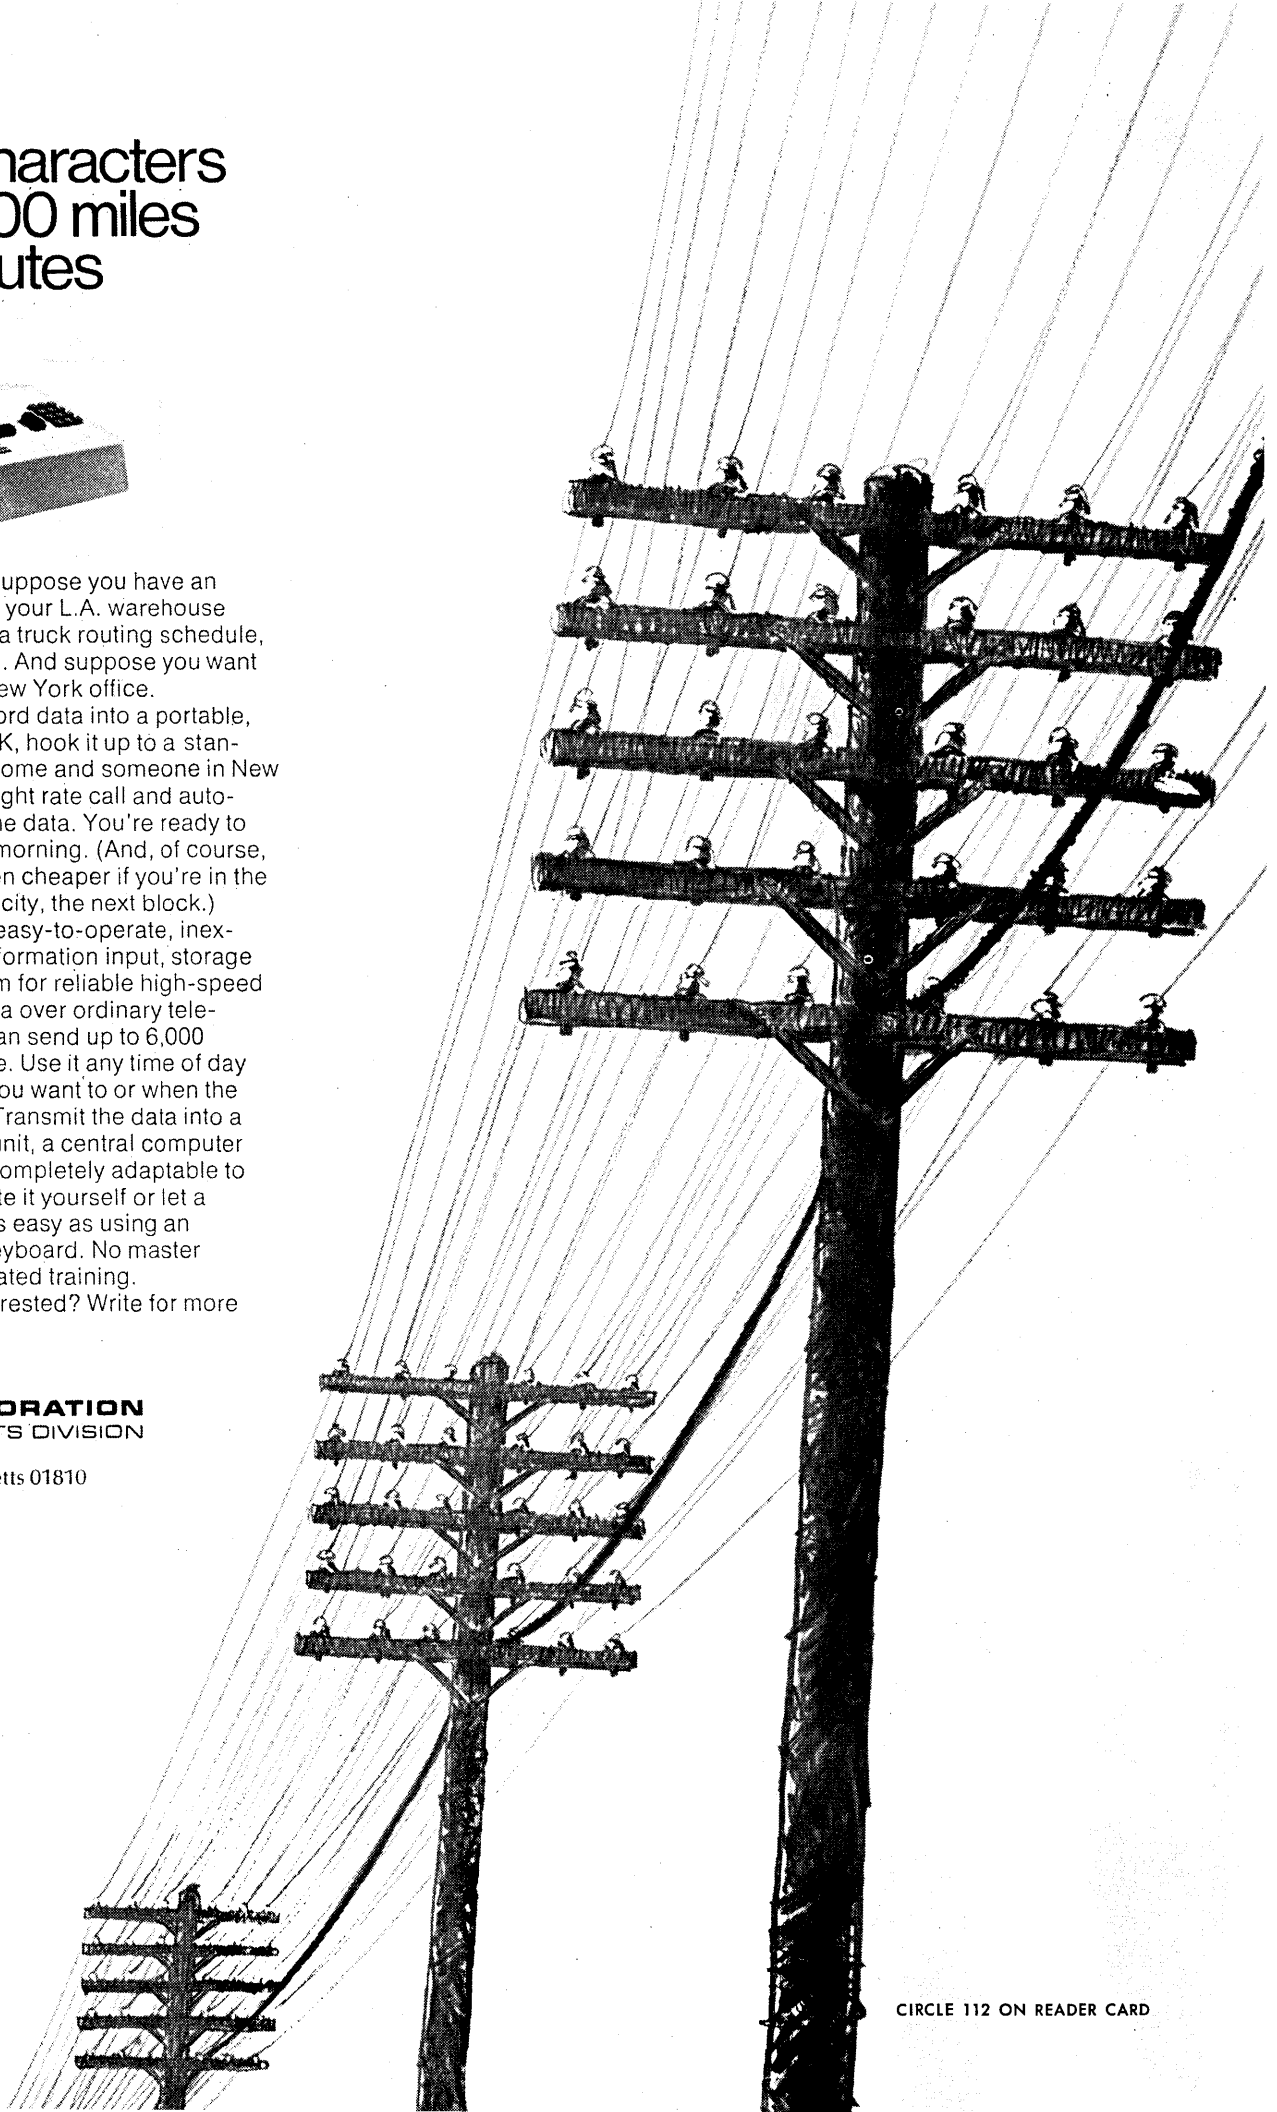 haracters
00 miles
utes
uppose you have an
your L.A. warehouse
a truck routing schedule,
. And suppose you want
ew York office.
ord data into a portable,
K, hook it up to a stan-
ome and someone in New
ght rate call and auto-
e data. You're ready to
morning. (And, of course,
n cheaper if you're in the
city, the next block.)
easy-to-operate, inex-
formation input, storage
m for reliable high-speed
a over ordinary tele-
an send up to 6,000
e. Use it any time of day
ou want to or when the
Transmit the data into a
unit, a central computer
ompletely adaptable to
te it yourself or let a
s easy as using an
eyboard. No master
ated training.
rested? Write for more
ORATION
TS DIVISION
etts 01810
CIRCLE 112 ON READER CARD